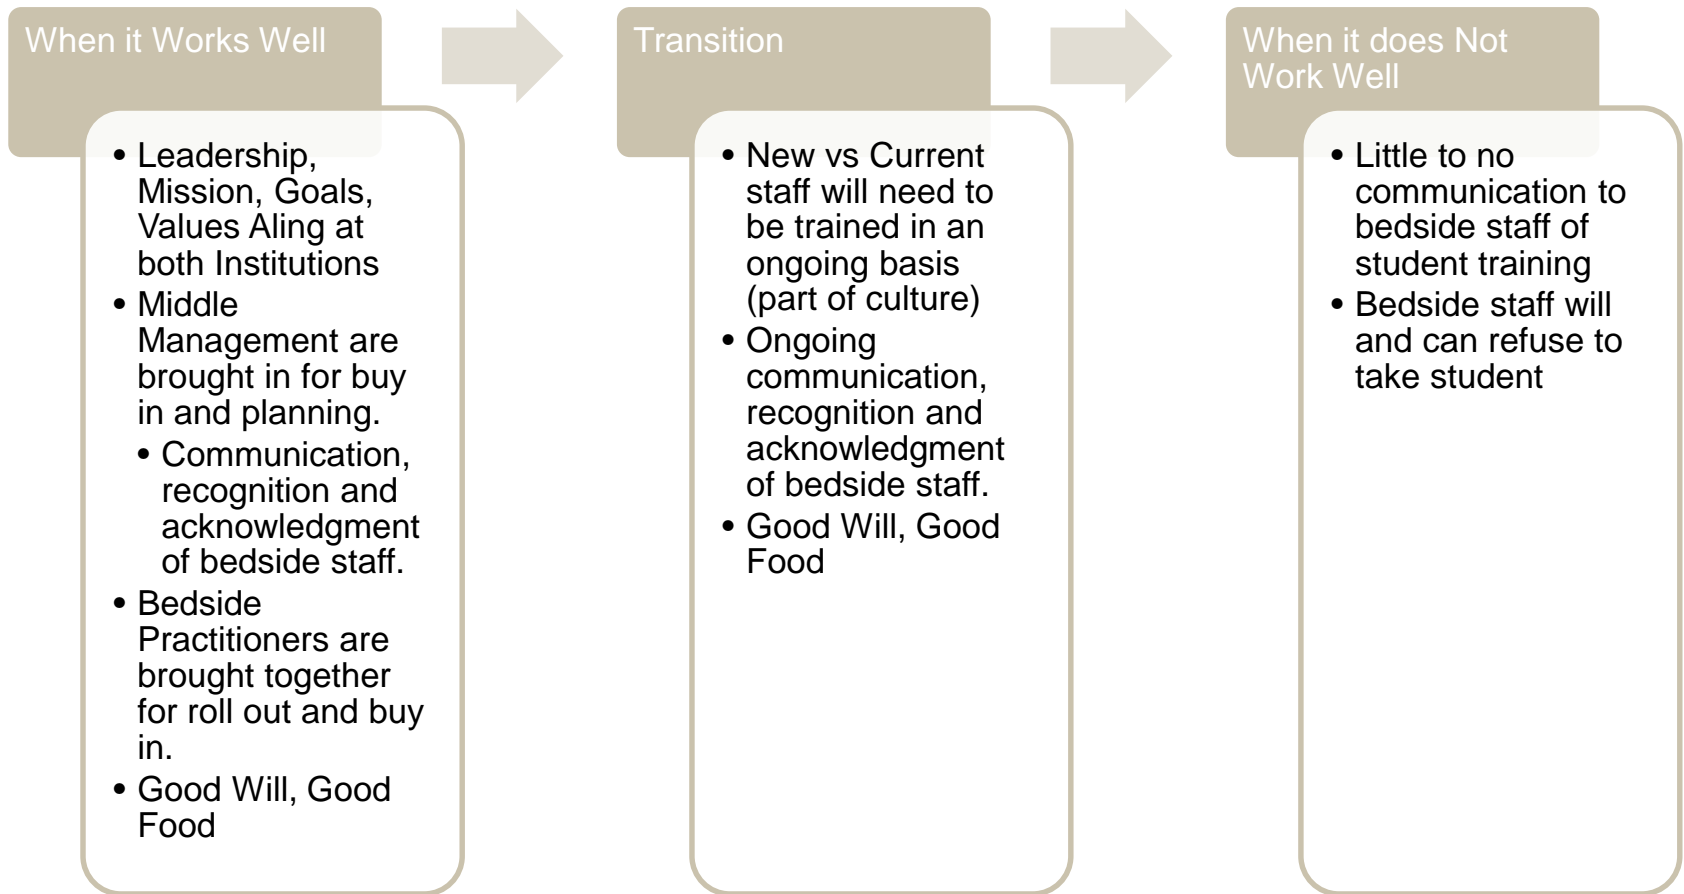 When it Works Well
• Leadership,
Mission, Goals,
Values Aling at
both Institutions
• Middle
Management are
brought in for buy
in and planning.
• Communication,
recognition and
acknowledgment
of bedside staff.
• Bedside
Practitioners are
brought together
for roll out and buy
in.
• Good Will, Good
Food
Transition
• New vs Current
staff will need to
be trained in an
ongoing basis
(part of culture)
• Ongoing
communication,
recognition and
acknowledgment
of bedside staff.
• Good Will, Good
Food
When it does Not
Work Well
• Little to no
communication to
bedside staff of
student training
• Bedside staff will
and can refuse to
take student